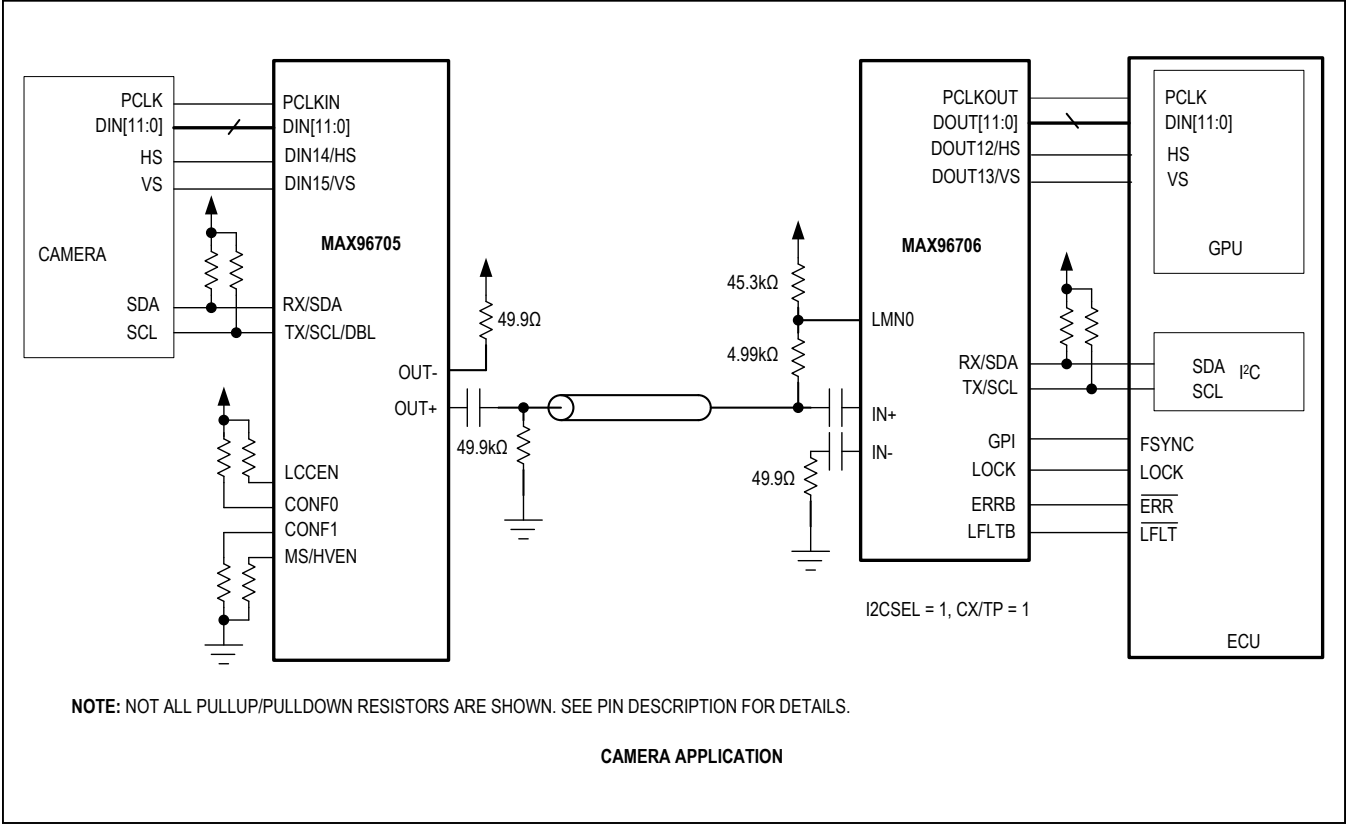 PCLK
DIN[11:0]
HS
VS
CAMERA
SDA
SCL
PCLKIN
DIN[11:0]
DIN14/HS
DIN15/VS
MAX96705
RX/SDA
TX/SCL/DBL
OUT-
OUT+
LCCEN
CONF0
CONF1
MS/HVEN
49.9Ω
49.9kΩ
45.3kΩ
4.99kΩ
49.9Ω
PCLKOUT
DOUT[11:0]
DOUT12/HS
DOUT13/VS
MAX96706
LMN0
RX/SDA
TX/SCL
IN+
IN-
GPI
LOCK
ERRB
LFLTB
I2CSEL = 1, CX/TP = 1
PCLK
DIN[11:0]
HS
VS
GPU
SDA
I²C
SCL
FSYNC
LOCK
ERR
LFLT
ECU
NOTE: NOT ALL PULLUP/PULLDOWN RESISTORS ARE SHOWN. SEE PIN DESCRIPTION FOR DETAILS.
CAMERA APPLICATION